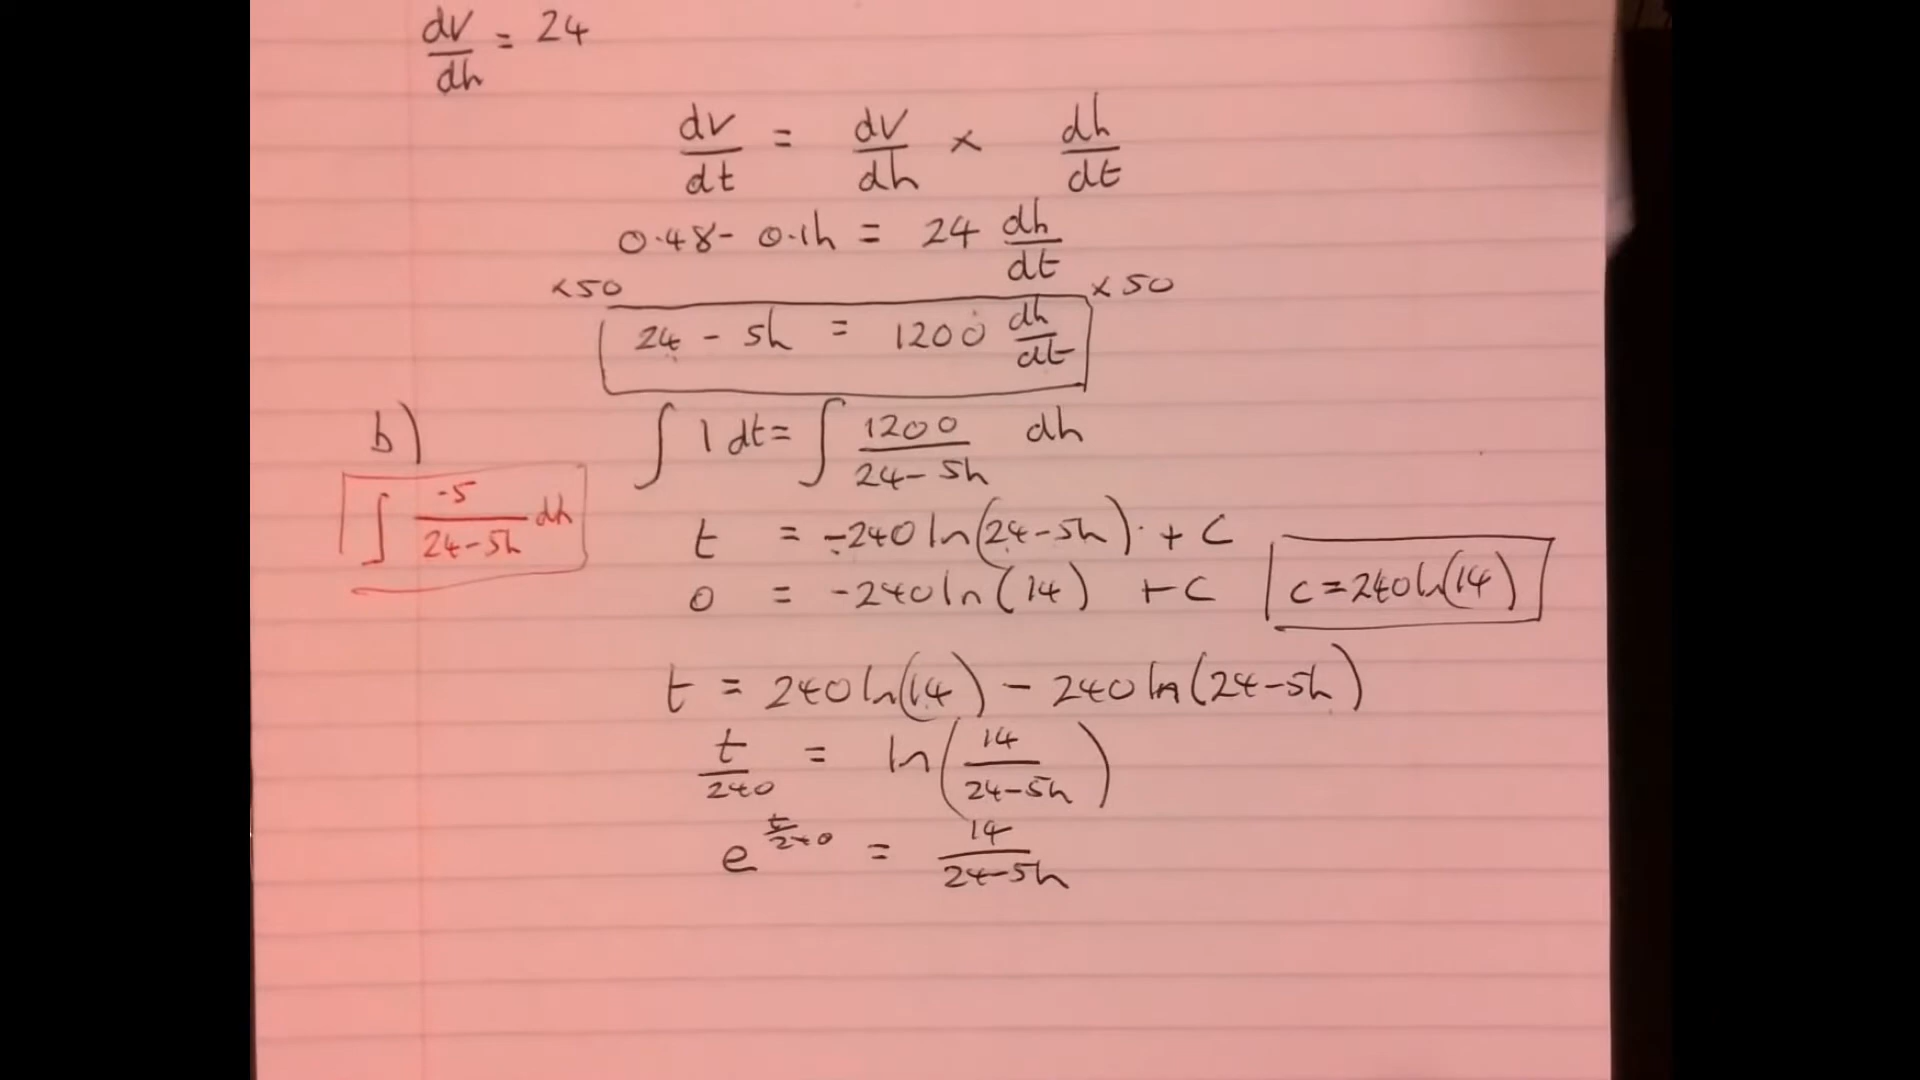 dV/dh = 24
dV/dt = dV/dh × dh/dt
0.48 - 0.1h = 24 dh/dt
×50 ×50
24 - 5h = 1200 dh/dt
b) ∫ 1 dt = ∫ 1200/(24-5h) dh
∫ -5/(24-5h) dh
t = -240 ln(24-5h) + C
0 = -240 ln(14) + C
C = 240 ln(14)
t = 240 ln(14) - 240 ln(24-5h)
t/240 = ln(14/(24-5h))
e^(t/240) = 14/(24-5h)